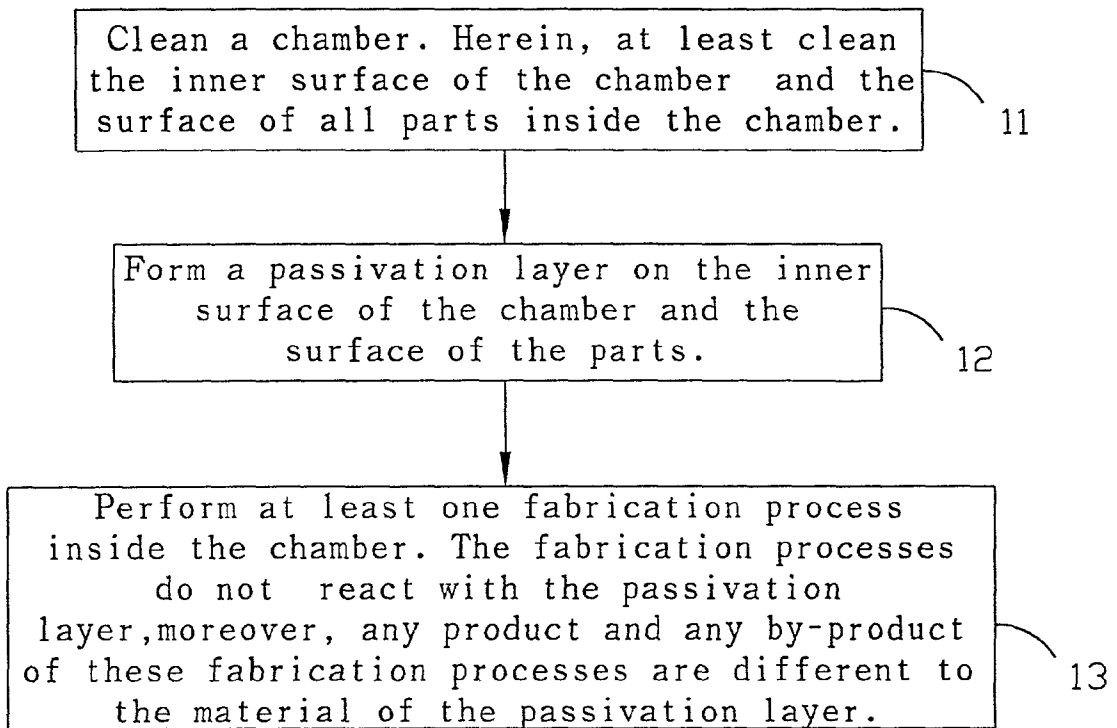 Clean a chamber. Herein, at least clean
the inner surface of the chamber and the
surface of all parts inside the chamber.
11
Form a passivation layer on the inner
surface of the chamber and the
surface of the parts.
12
Perform at least one fabrication process
inside the chamber. The fabrication processes
do not react with the passivation
layer,moreover, any product and any by-product
of these fabrication processes are different to
the material of the passivation layer.
13